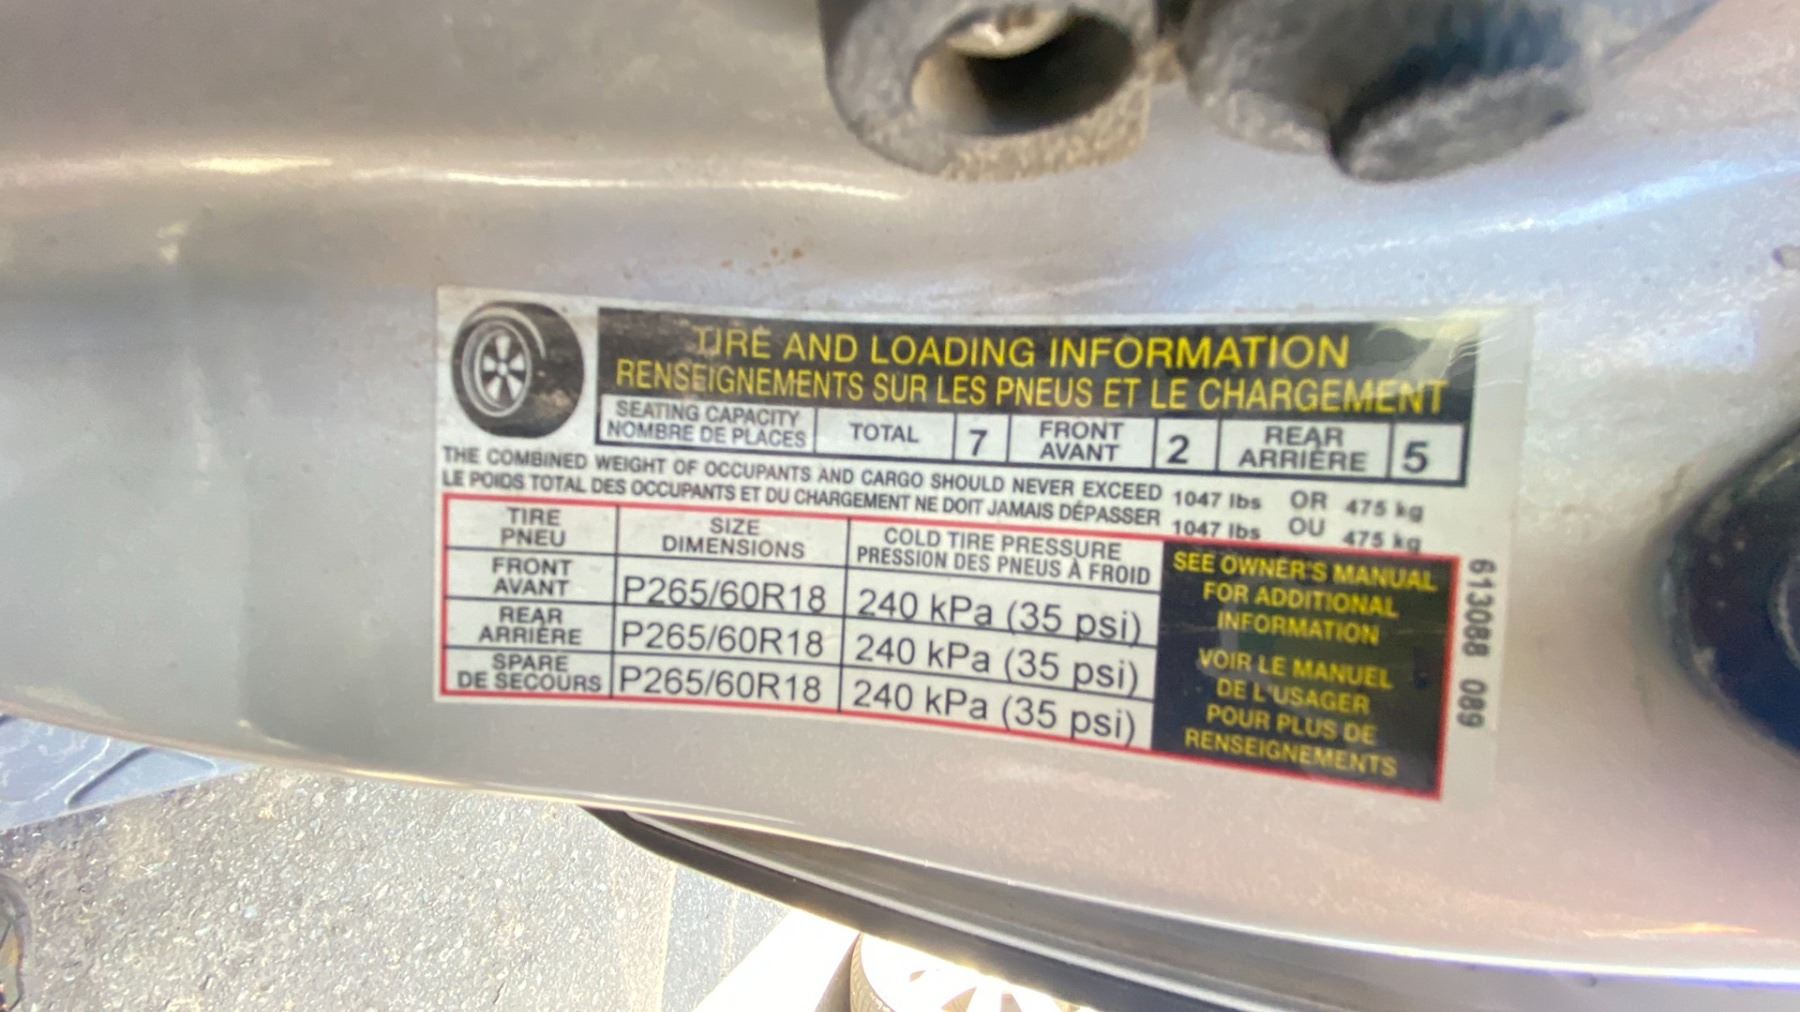 TIRE AND LOADING INFORMATION
RENSEIGNEMENTS SUR LES PNEUS ET LE CHARGEMENT
SEATING CAPACITY
NOMBRE DE PLACES
TOTAL
7
FRONT
AVANT
2
REAR
ARRIÈRE
5
THE COMBINED WEIGHT OF OCCUPANTS AND CARGO SHOULD NEVER EXCEED 1047 lbs OR 475 kg
LE POIDS TOTAL DES OCCUPANTS ET DU CHARGEMENT NE DOIT JAMAIS DÉPASSER 1047 lbs OU 475 kg
TIRE
PNEU
SIZE
DIMENSIONS
COLD TIRE PRESSURE
PRESSION DES PNEUS À FROID
FRONT
AVANT
P265/60R18
240 kPa (35 psi)
REAR
ARRIÈRE
P265/60R18
240 kPa (35 psi)
SPARE
DE SECOURS
P265/60R18
240 kPa (35 psi)
SEE OWNER'S MANUAL
FOR ADDITIONAL
INFORMATION
VOIR LE MANUEL
DE L'USAGER
POUR PLUS DE
RENSEIGNEMENTS
613088 089